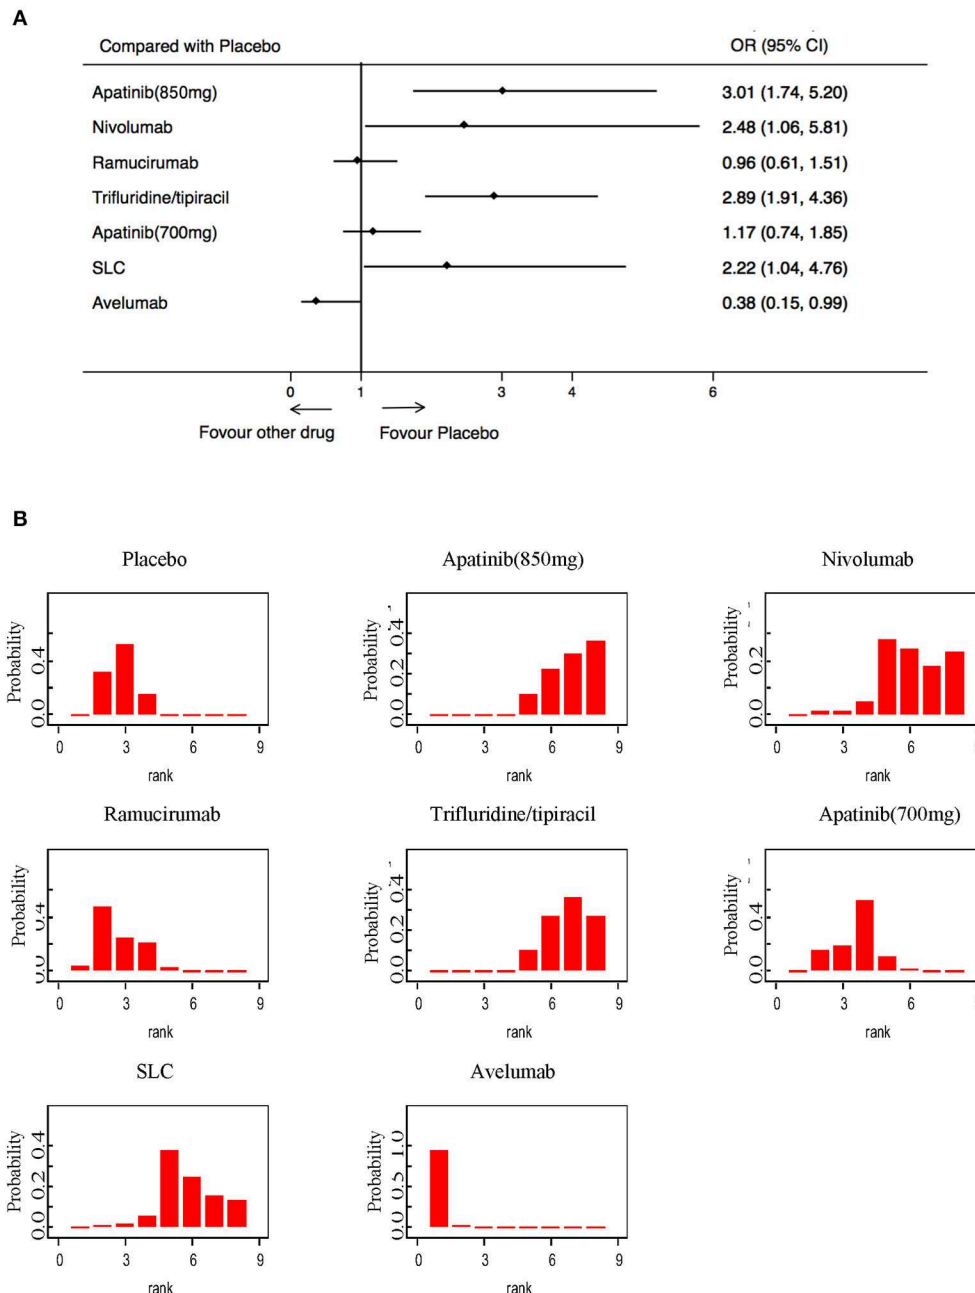 A
Compared with Placebo OR (95% CI)
Apatinib(850mg) 3.01 (1.74, 5.20)
Nivolumab 2.48 (1.06, 5.81)
Ramucirumab 0.96 (0.61, 1.51)
Trifluridine/tipiracil 2.89 (1.91, 4.36)
Apatinib(700mg) 1.17 (0.74, 1.85)
SLC 2.22 (1.04, 4.76)
Avelumab 0.38 (0.15, 0.99)
0 1 3 4 6
Fovour other drug Fovour Placebo
B
Placebo Apatinib(850mg) Nivolumab
Probability 0.0 0.4
0 3 6 9
rank
Probability 0.0 0.2 0.4
0 3 6 9
rank
Probability 0.0 0.2
0 3 6
rank
Ramucirumab Trifluridine/tipiracil Apatinib(700mg)
Probability 0.0 0.4
0 3 6 9
rank
Probability 0.0 0.2 0.4
0 3 6 9
rank
Probability 0.0 0.4
0 3 6
rank
SLC Avelumab
Probability 0.0 0.2 0.4
0 3 6 9
rank
Probability 0.0 0.5 1.0
0 3 6 9
rank